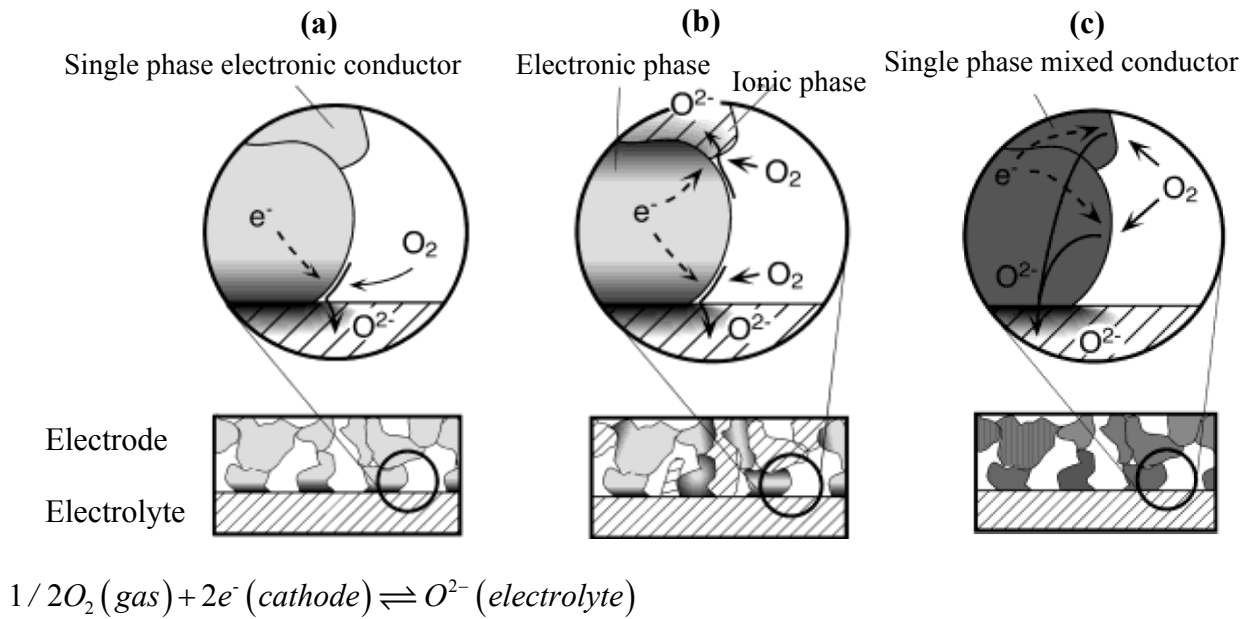 (a) (b) (c)
Single phase electronic conductor
Electronic phase
Ionic phase
Single phase mixed conductor
e⁻
O₂
O²⁻
O²⁻
e⁻
O₂
O₂
O²⁻
e⁻
O₂
O²⁻
O²⁻
Electrode
Electrolyte
1/2O₂(gas)+2e⁻(cathode)⇌O²⁻(electrolyte)